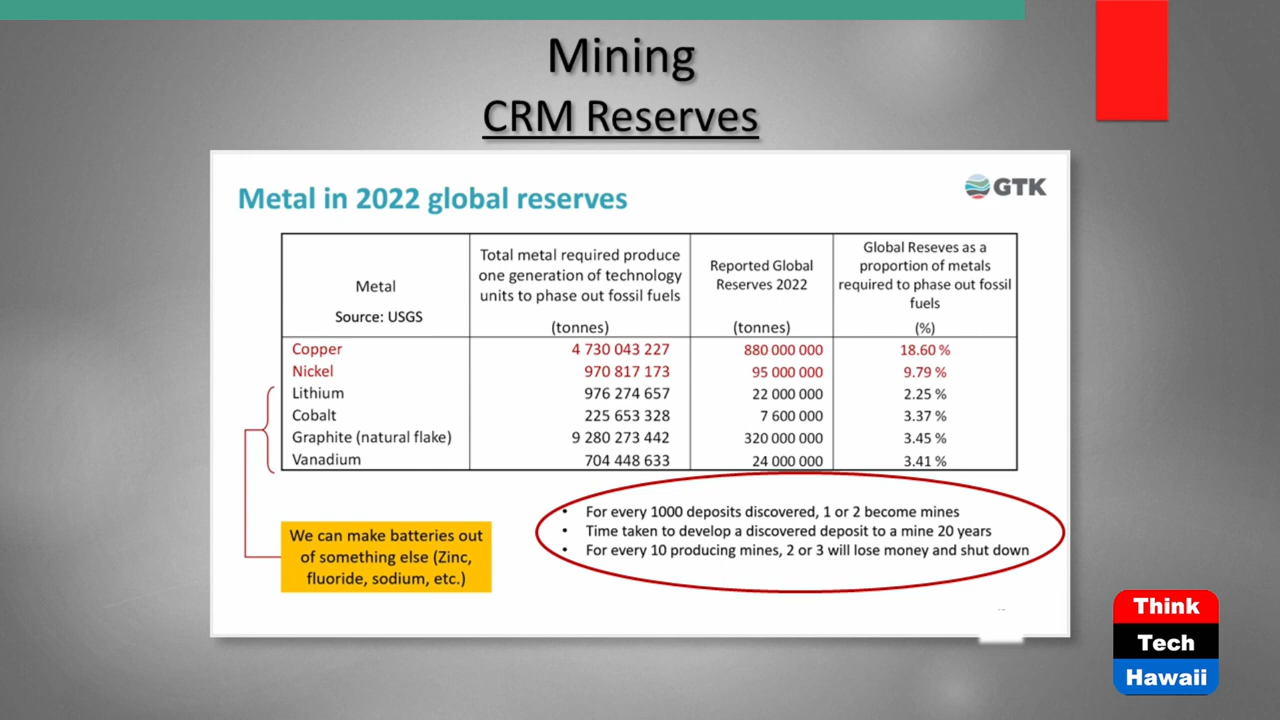 Mining
CRM Reserves
Metal in 2022 global reserves
GTK
Metal
Source: USGS
Total metal required produce
one generation of technology
units to phase out fossil fuels
(tonnes)
Reported Global
Reserves 2022
(tonnes)
Global Reseves as a
proportion of metals
required to phase out fossil
fuels
(%)
Copper 4 730 043 227 880 000 000 18.60 %
Nickel 970 817 173 95 000 000 9.79 %
Lithium 976 274 657 22 000 000 2.25 %
Cobalt 225 653 328 7 600 000 3.37 %
Graphite (natural flake) 9 280 273 442 320 000 000 3.45 %
Vanadium 704 448 633 24 000 000 3.41 %
We can make batteries out
of something else (Zinc,
fluoride, sodium, etc.)
• For every 1000 deposits discovered, 1 or 2 become mines
• Time taken to develop a discovered deposit to a mine 20 years
• For every 10 producing mines, 2 or 3 will lose money and shut down
Think
Tech
Hawaii